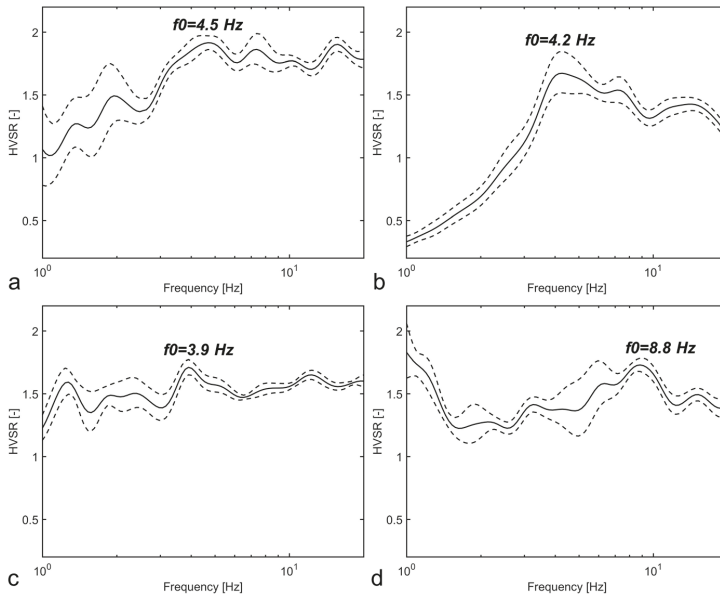 f0=4.5 Hz
2
1.5
1
0.5
HVSR [-]
10^0
10^1
Frequency [Hz]
a
f0=4.2 Hz
2
1.5
1
0.5
HVSR [-]
10^0
10^1
Frequency [Hz]
b
f0=3.9 Hz
2
1.5
1
0.5
HVSR [-]
10^0
10^1
Frequency [Hz]
c
f0=8.8 Hz
2
1.5
1
0.5
HVSR [-]
10^0
10^1
Frequency [Hz]
d